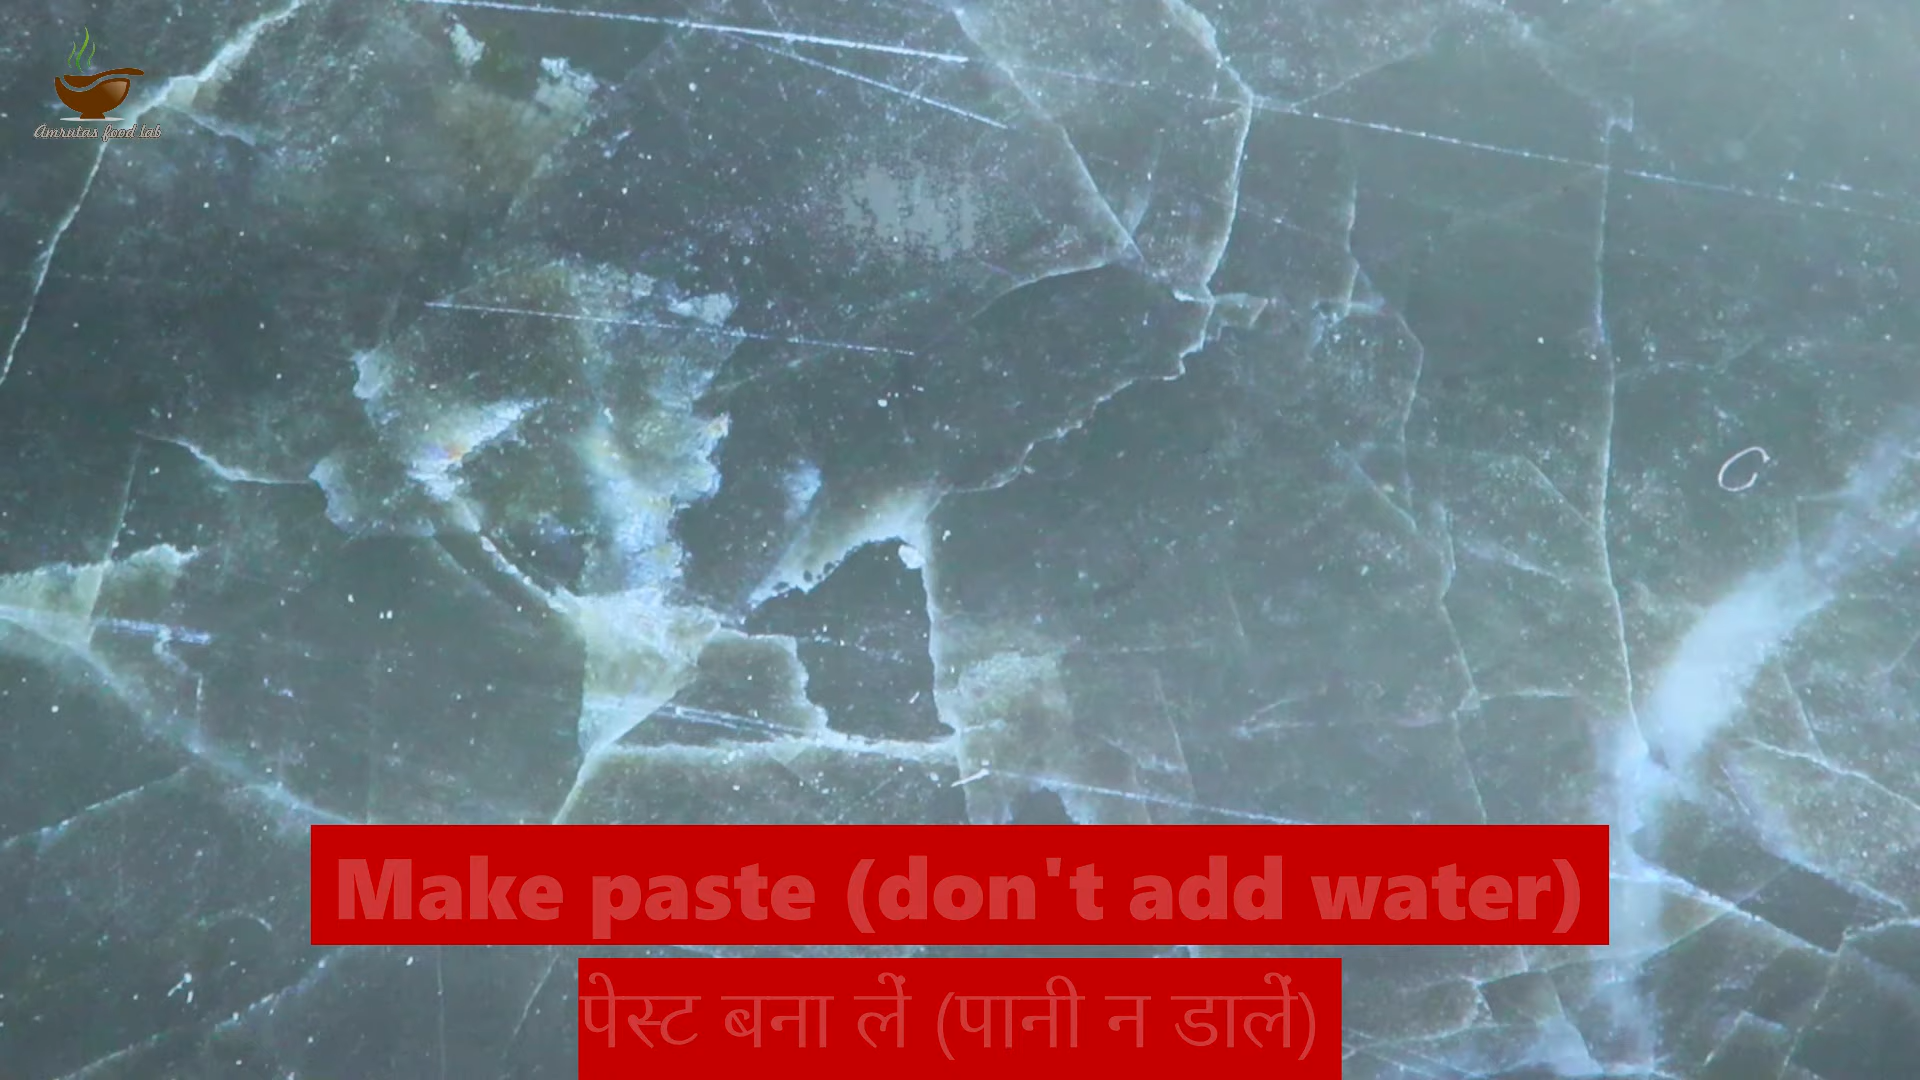 Amrutas food lab
Make paste (don't add water)
पेस्ट बना लें (पानी न डालें)